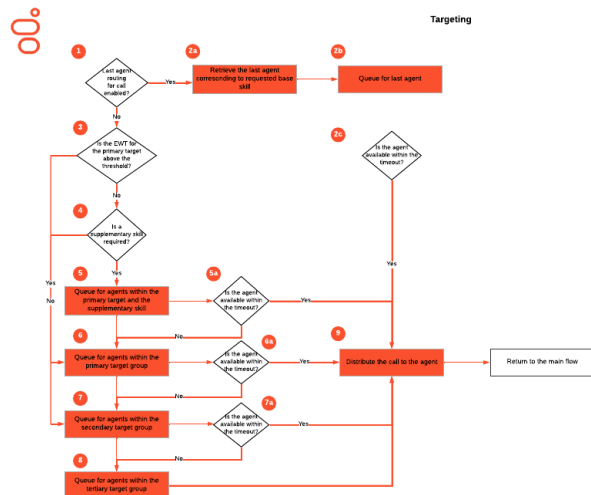 Targeting
1
2a
2b
Last agent
routing
for call
enabled?
Yes
Retrieve the last agent
corresonding to requested base
skill
Queue for last agent
No
3
2c
Is the EWT for
the primary target
above the
threshold?
Is the agent
available within the
timeout?
No
4
Is a
supplementary skill
required?
Yes
Yes
5
5a
Yes
No
Queue for agents within the
primary target and the
supplementary skill
Is the agent
available within
the timeout?
Yes
No
6
6a
9
Queue for agents within the
primary target group
Is the agent
available within
the timeout?
Yes
Distribute the call to the agent
Return to the main flow
No
7
7a
Queue for agents within the
secondary target group
Is the agent
available within
the timeout?
Yes
No
8
Queue for agents within the
tertiary target group